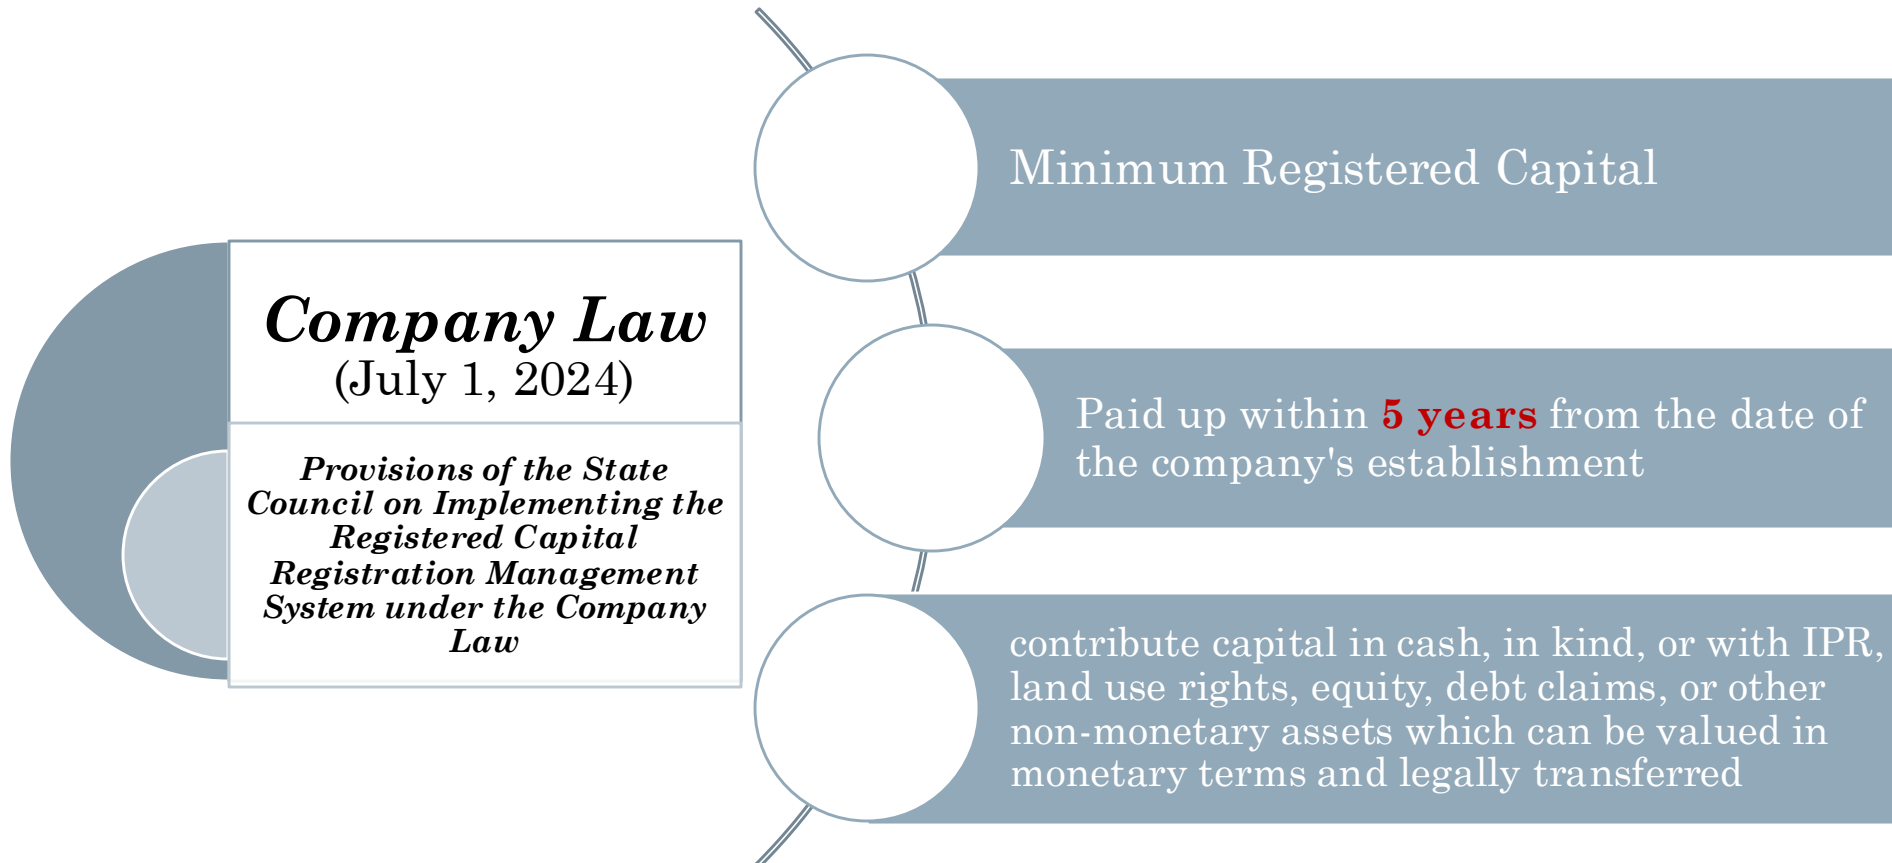 Company Law
(July 1, 2024)
Provisions of the State
Council on Implementing the
Registered Capital
Registration Management
System under the Company
Law
Minimum Registered Capital
Paid up within 5 years from the date of
the company's establishment
contribute capital in cash, in kind, or with IPR,
land use rights, equity, debt claims, or other
non-monetary assets which can be valued in
monetary terms and legally transferred